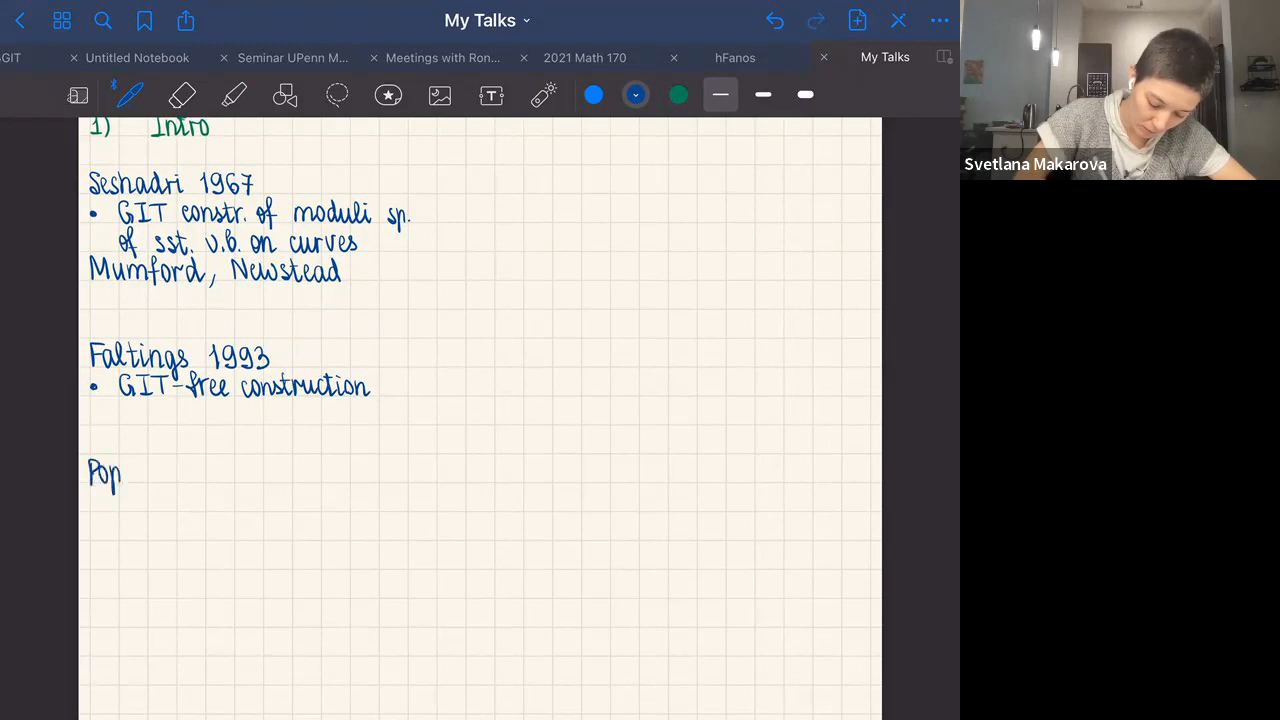 My Talks
GIT
Untitled Notebook
Seminar UPenn M...
Meetings with Ron...
2021 Math 170
hFanos
My Talks
1) Intro
Seshadri 1967
• GIT constr. of moduli sp.
of sst. v.b. on curves
Mumford, Newstead
Faltings 1993
• GIT-free construction
Pop
Svetlana Makarova